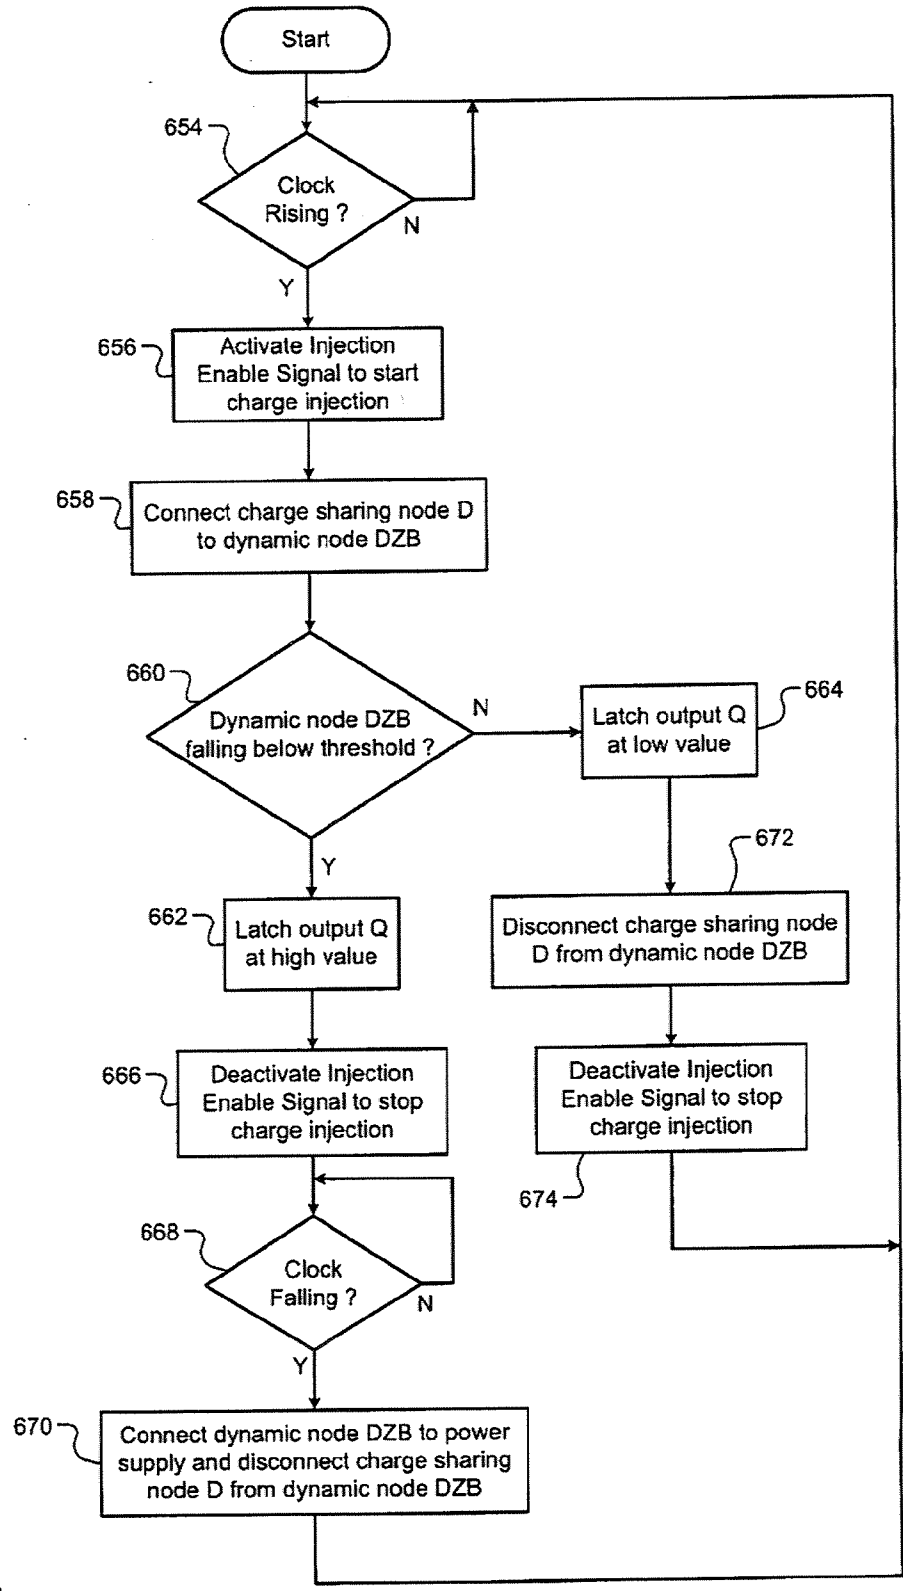 Start
654
Clock
Rising ?
N
Y
656
Activate Injection
Enable Signal to start
charge injection
658
Connect charge sharing node D
to dynamic node DZB
660
Dynamic node DZB
falling below threshold ?
N
Latch output Q
at low value
664
Y
672
662
Latch output Q
at high value
Disconnect charge sharing node
D from dynamic node DZB
666
Deactivate Injection
Enable Signal to stop
charge injection
Deactivate Injection
Enable Signal to stop
charge injection
674
668
Clock
Falling ?
N
Y
670
Connect dynamic node DZB to power
supply and disconnect charge sharing
node D from dynamic node DZB